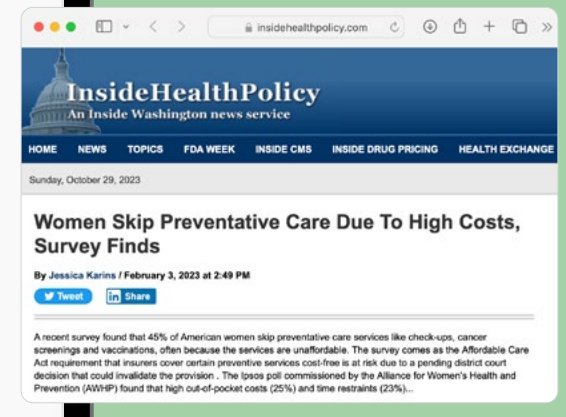 insidehealthpolicy.com
InsideHealthPolicy
An Inside Washington news service
HOME NEWS TOPICS FDA WEEK INSIDE CMS INSIDE DRUG PRICING HEALTH EXCHANGE
Sunday, October 29, 2023
Women Skip Preventative Care Due To High Costs,
Survey Finds
By Jessica Karins / February 3, 2023 at 2:49 PM
Tweet in Share
A recent survey found that 45% of American women skip preventative care services like check-ups, cancer
screenings and vaccinations, often because the services are unaffordable. The survey comes as the Affordable Care
Act requirement that insurers cover certain preventive services cost-free is at risk due to a pending district court
decision that could invalidate the provision . The Ipsos poll commissioned by the Alliance for Women's Health and
Prevention (AWHP) found that high out-of-pocket costs (25%) and time restraints (23%)...